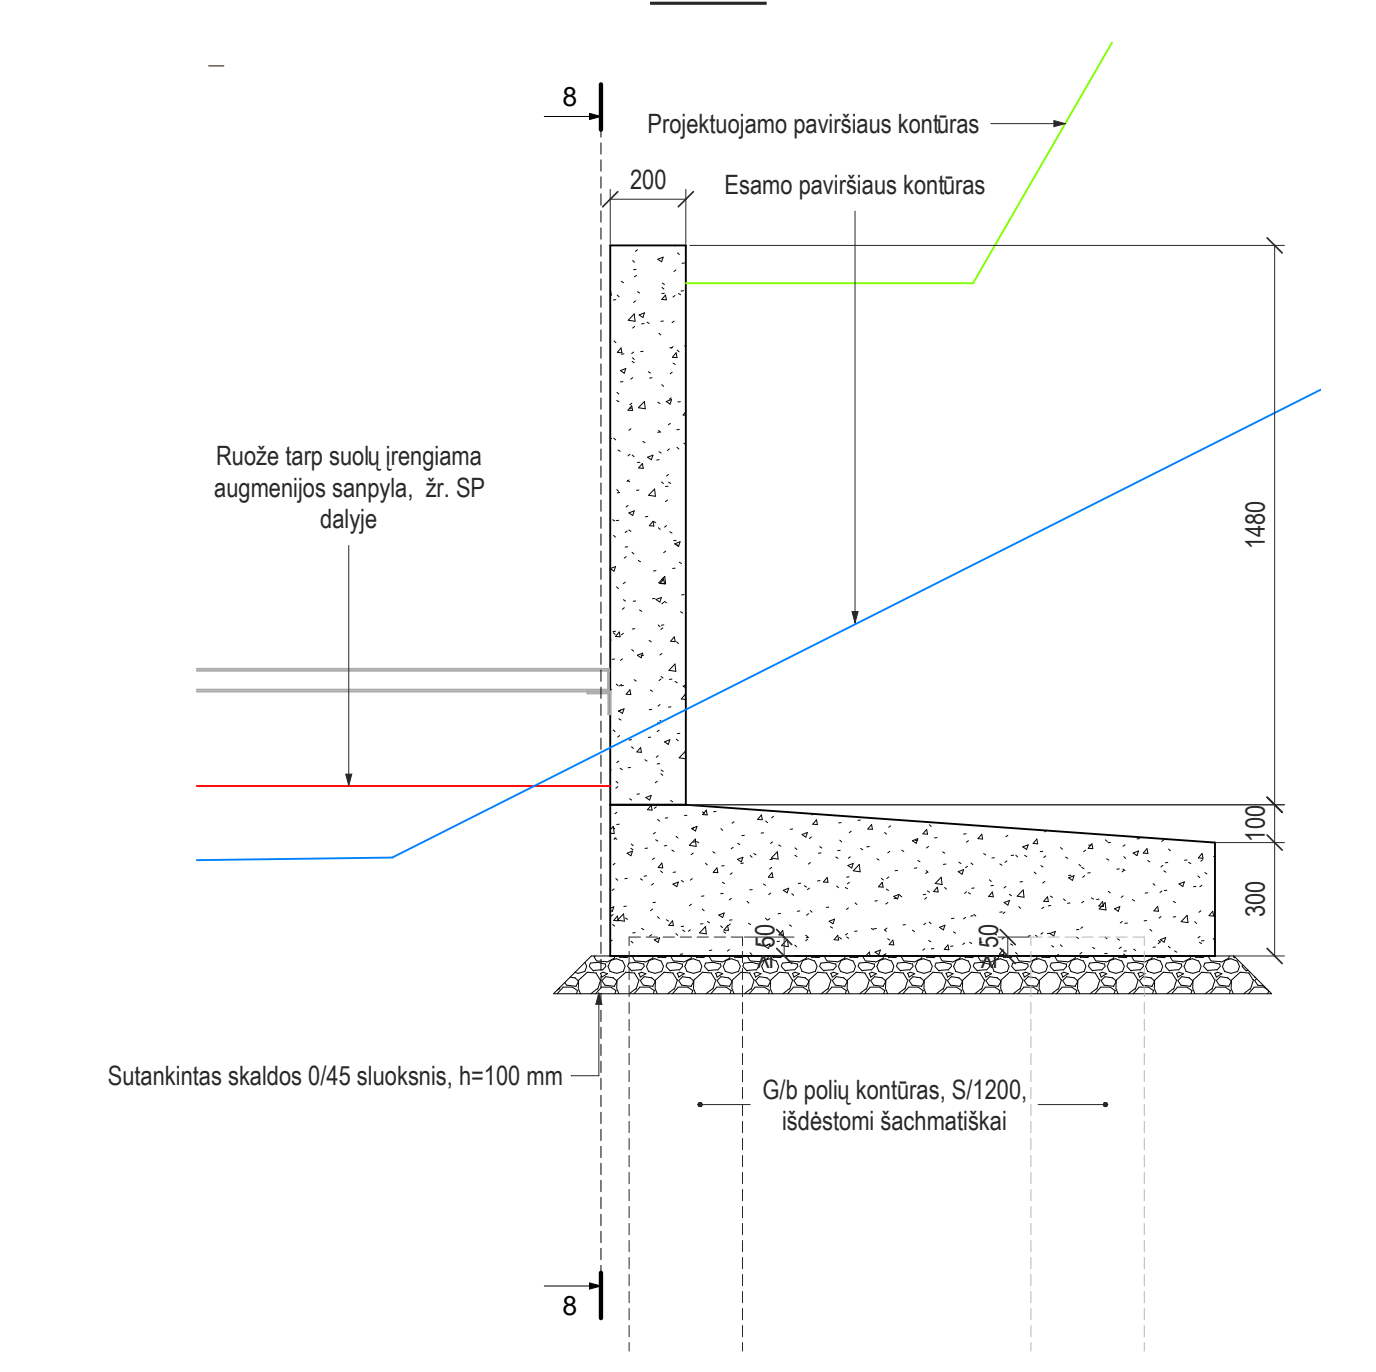 8
Projektuojamo paviršiaus kontūras
200
Esamo paviršiaus kontūras
Ruože tarp suolų įrengiama
augmenijos sanpyla, žr. SP
dalyje
1480
100
300
≥50
≥50
Sutankintas skaldos 0/45 sluoksnis, h=100 mm
G/b polių kontūras, S/1200,
išdėstomi šachmatiškai
8